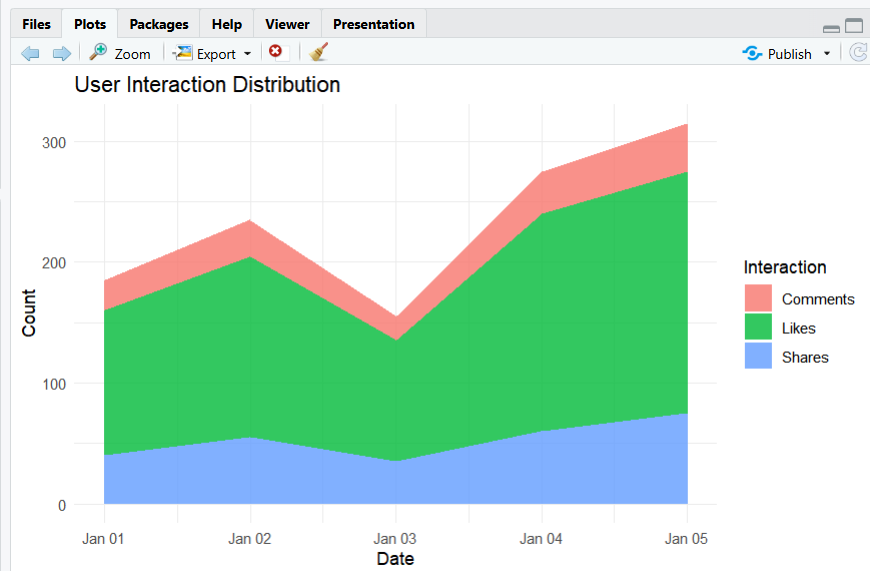 Files Plots Packages Help Viewer Presentation
Zoom Export Publish
User Interaction Distribution
300
200
100
0
Count
Jan 01 Jan 02 Jan 03 Jan 04 Jan 05
Date
Interaction
Comments
Likes
Shares